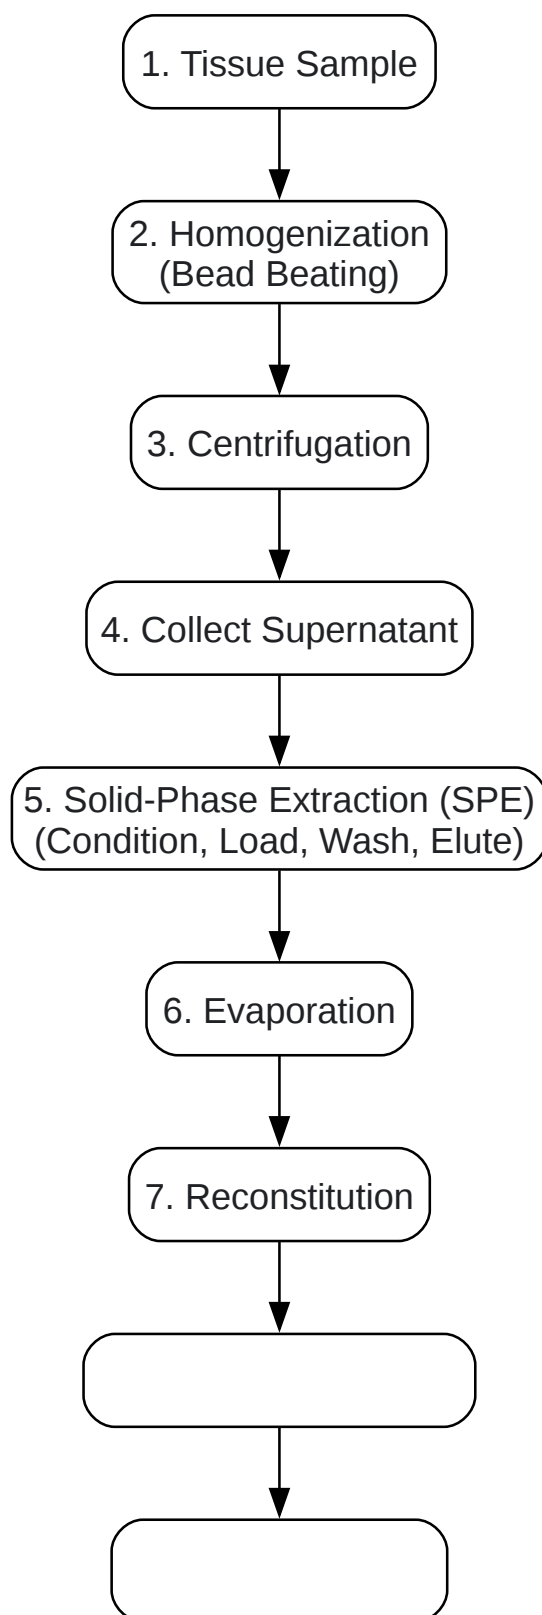 1. Tissue Sample
2. Homogenization
(Bead Beating)
3. Centrifugation
4. Collect Supernatant
5. Solid-Phase Extraction (SPE)
(Condition, Load, Wash, Elute)
6. Evaporation
7. Reconstitution